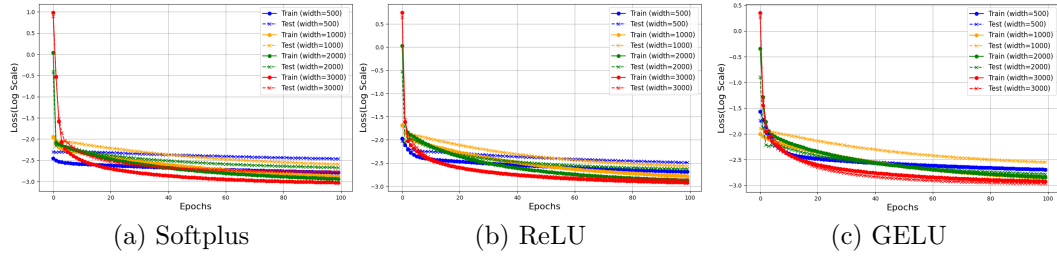 1.0
0.5
0.0
−0.5
−1.0
−1.5
−2.0
−2.5
−3.0
Loss(Log Scale)
0
20
40
60
80
100
Epochs
Train (width=500)
Test (width=500)
Train (width=1000)
Test (width=1000)
Train (width=2000)
Test (width=2000)
Train (width=3000)
Test (width=3000)
(a) Softplus
0.5
0.0
−0.5
−1.0
−1.5
−2.0
−2.5
−3.0
Loss(Log Scale)
0
20
40
60
80
100
Epochs
Train (width=500)
Test (width=500)
Train (width=1000)
Test (width=1000)
Train (width=2000)
Test (width=2000)
Train (width=3000)
Test (width=3000)
(b) ReLU
0.5
0.0
−0.5
−1.0
−1.5
−2.0
−2.5
−3.0
Loss(Log Scale)
0
20
40
60
80
100
Epochs
Train (width=500)
Test (width=500)
Train (width=1000)
Test (width=1000)
Train (width=2000)
Test (width=2000)
Train (width=3000)
Test (width=3000)
(c) GELU